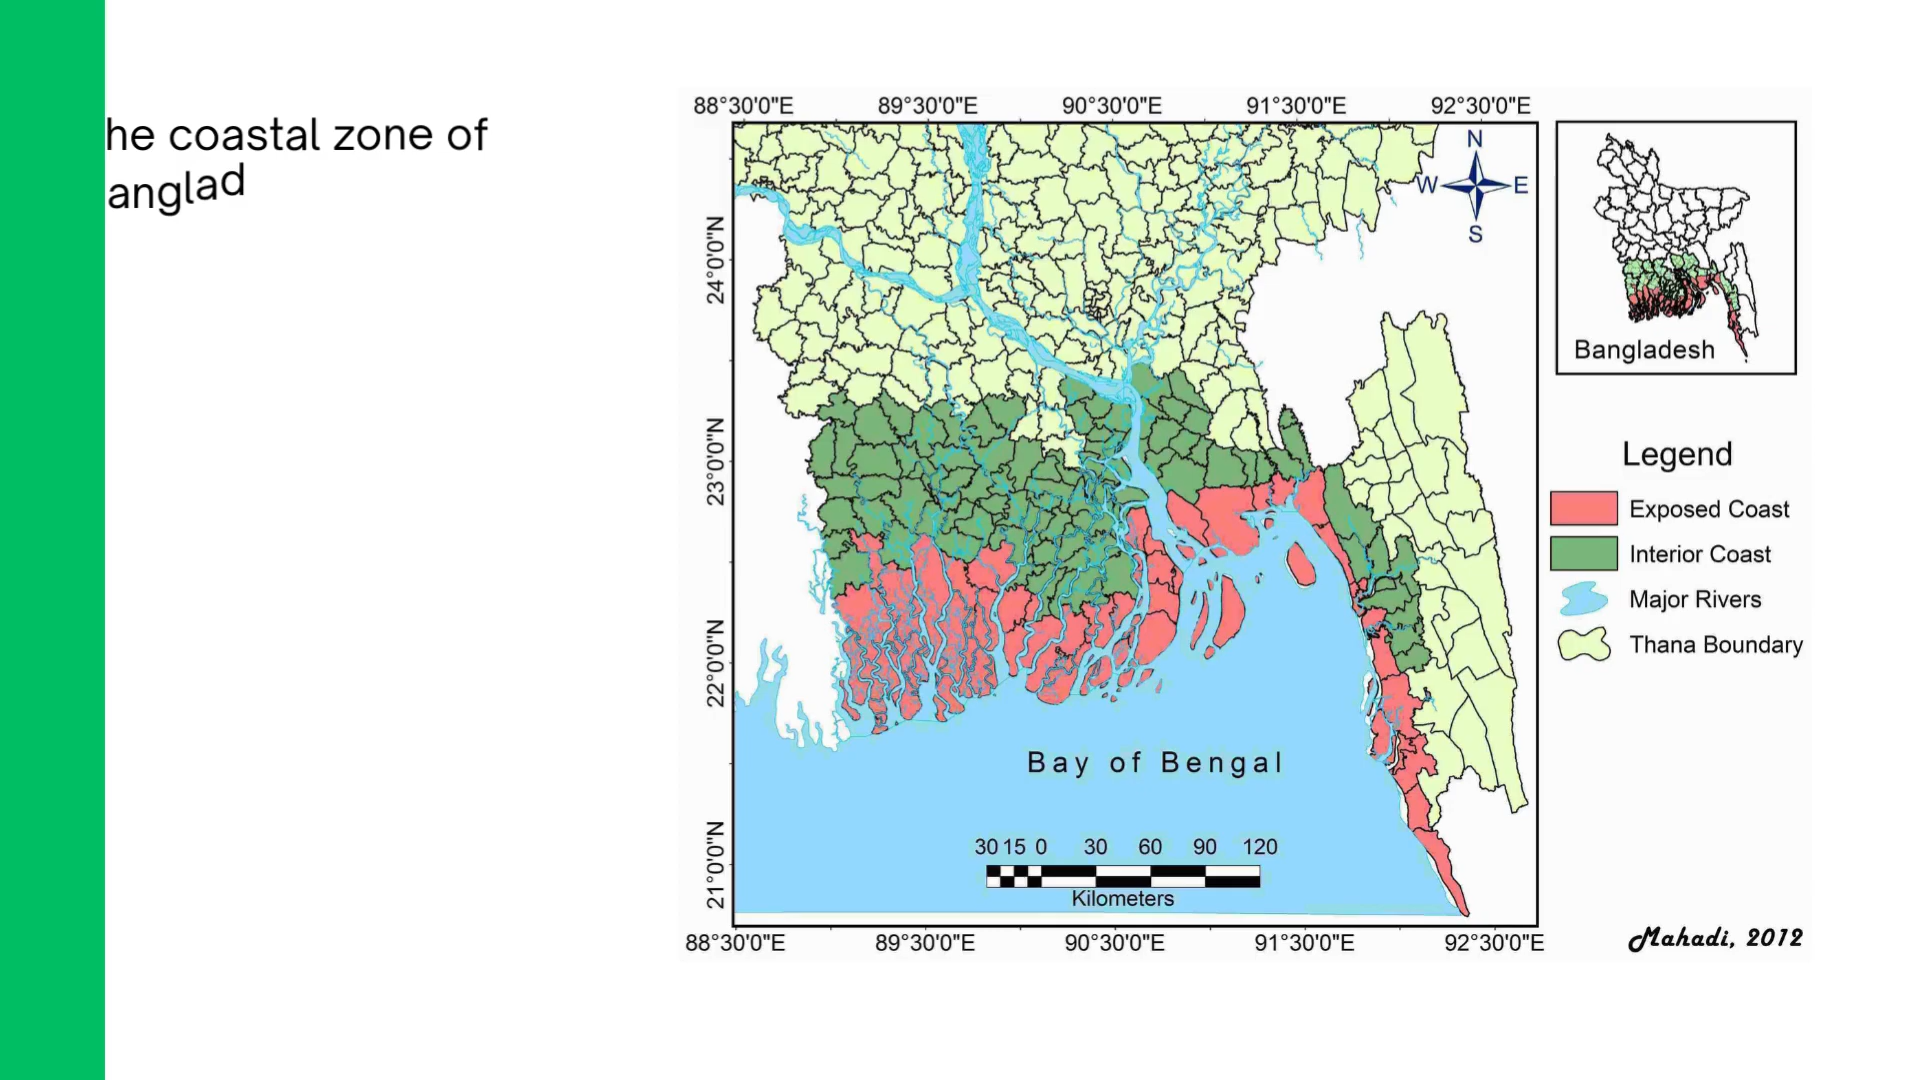 he coastal zone of
anglad
88°30'0"E 89°30'0"E 90°30'0"E 91°30'0"E 92°30'0"E
N
W E
S
24°0'0"N
23°0'0"N
22°0'0"N
21°0'0"N
Bangladesh
Legend
Exposed Coast
Interior Coast
Major Rivers
Thana Boundary
Bay of Bengal
30 15 0 30 60 90 120
Kilometers
88°30'0"E 89°30'0"E 90°30'0"E 91°30'0"E 92°30'0"E
Mahadi, 2012